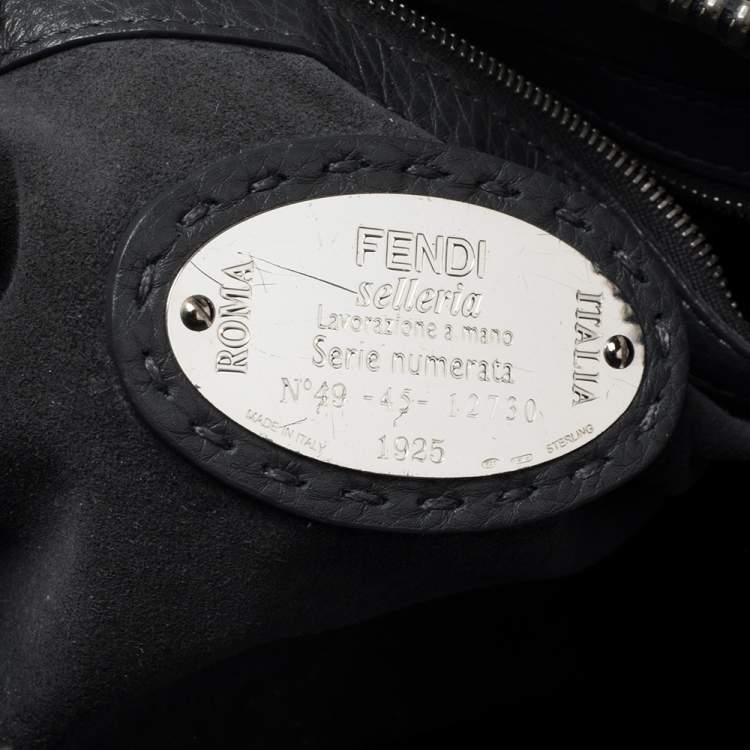 FENDI
selleria
Lavorazione a mano
Serie numerata
N°49 -45- 12730
1925
ROMA
ITALIA
MADE IN ITALY
STERLING